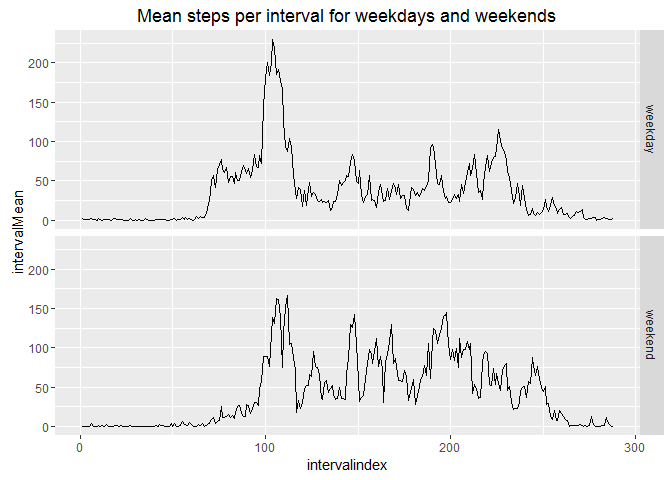 Mean steps per interval for weekdays and weekends
intervalMean
200
150
100
50
0
weekday
200
150
100
50
0
weekend
0 100 200 300
intervalindex